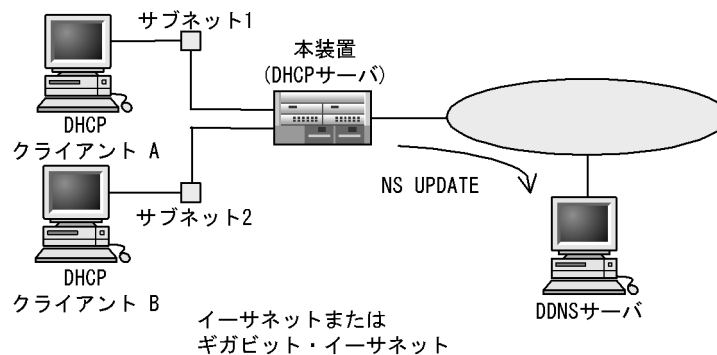 サブネット1
本装置
(DHCPサーバ)
DHCP
クライアント A
NS UPDATE
サブネット2
DHCP
クライアント B
DDNSサーバ
イーサネットまたは
ギガビット・イーサネット